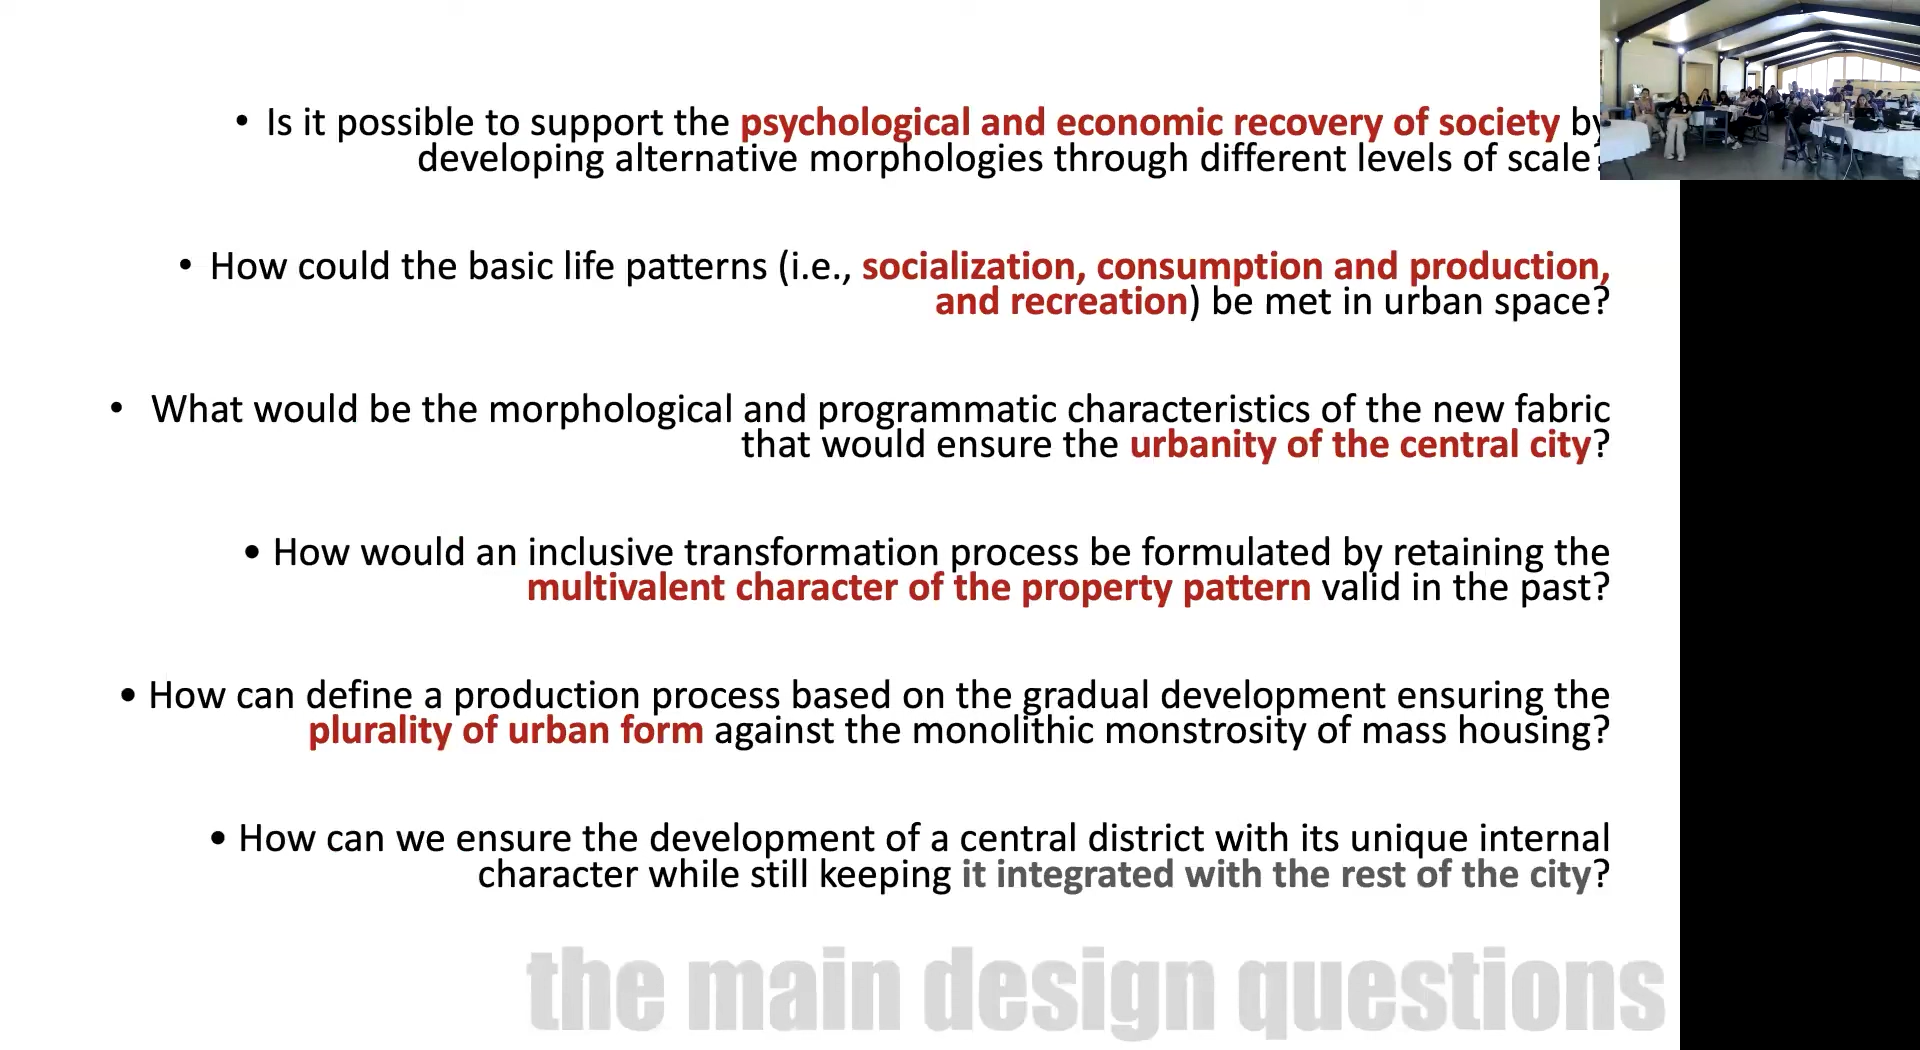 • Is it possible to support the psychological and economic recovery of society by
developing alternative morphologies through different levels of scale?
• How could the basic life patterns (i.e., socialization, consumption and production,
and recreation) be met in urban space?
• What would be the morphological and programmatic characteristics of the new fabric
that would ensure the urbanity of the central city?
• How would an inclusive transformation process be formulated by retaining the
multivalent character of the property pattern valid in the past?
• How can define a production process based on the gradual development ensuring the
plurality of urban form against the monolithic monstrosity of mass housing?
• How can we ensure the development of a central district with its unique internal
character while still keeping it integrated with the rest of the city?
the main design questions